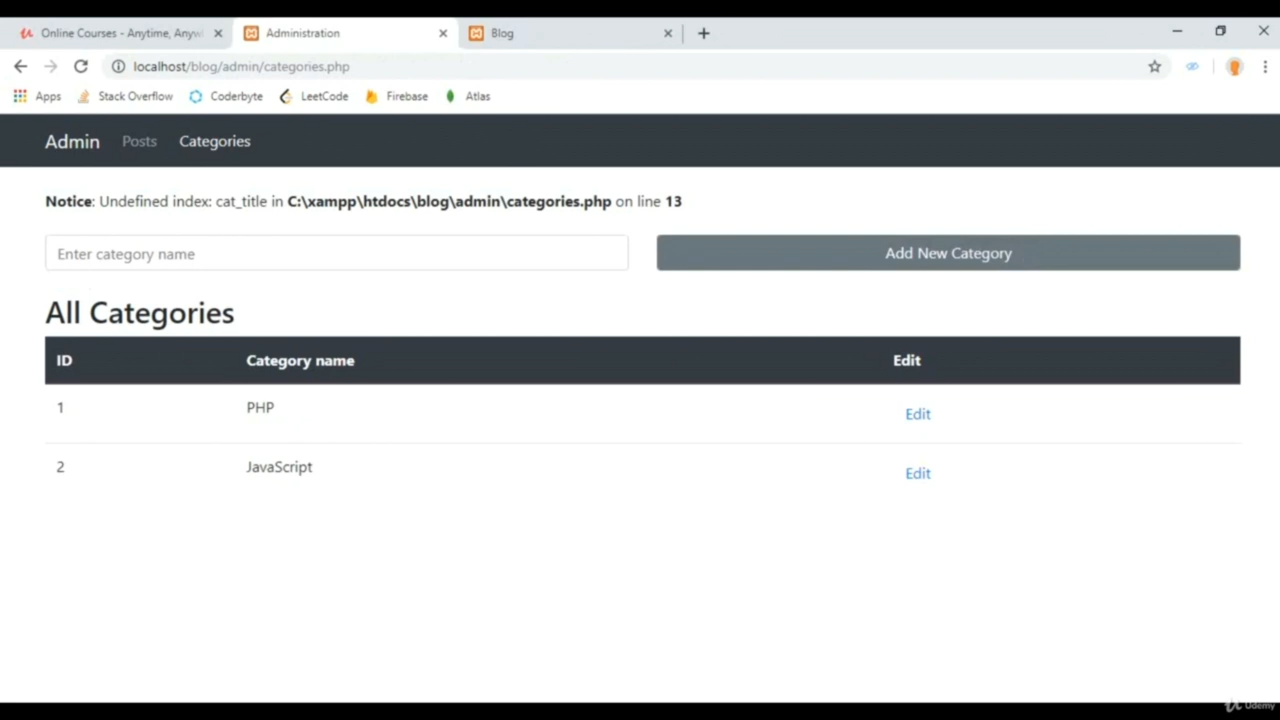 Online Courses - Anytime, Anyw
Administration
Blog
localhost/blog/admin/categories.php
Apps
Stack Overflow
Coderbyte
LeetCode
Firebase
Atlas
Admin
Posts
Categories
Notice: Undefined index: cat_title in C:\xampp\htdocs\blog\admin\categories.php on line 13
Enter category name
Add New Category
All Categories
ID Category name Edit
1 PHP Edit
2 JavaScript Edit
Udemy